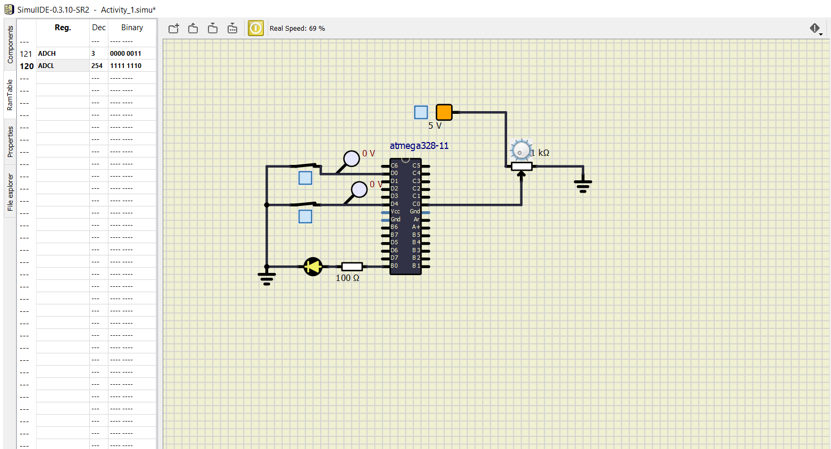 SimulIDE-0.3.10-SR2 - Activity_1.simu*
Components
RamTable
Properties
File explorer
Reg. Dec Binary
--- --- ---- ----
121 ADCH 3 0000 0011
120 ADCL 254 1111 1110
Real Speed: 69 %
5 V
atmega328-11
0 V
0 V
1 kΩ
C6 C5
D0 C4
D1 C3
D2 C2
D3 C1
D4 C0
Vcc Gnd
Gnd Ar
B6 A+
B7 B5
D5 B4
D6 B3
D7 B2
B0 B1
100 Ω